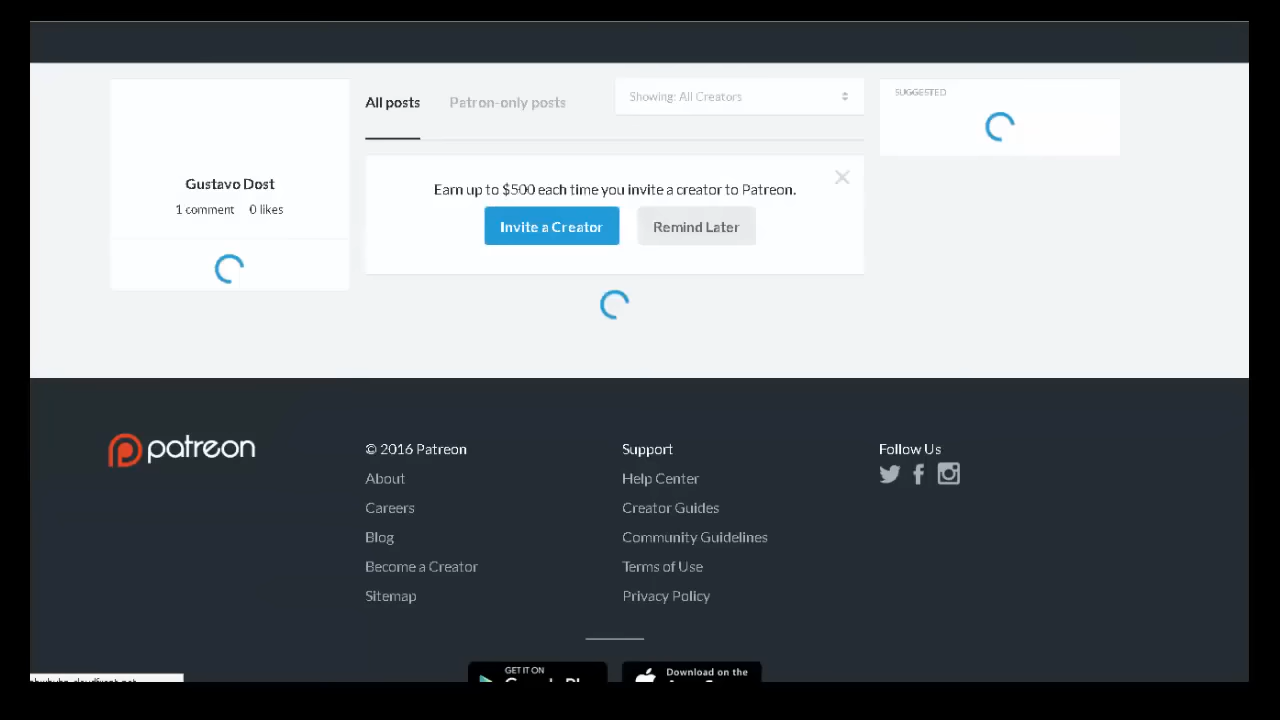 All posts
Patron-only posts
Showing: All Creators
SUGGESTED
Gustavo Dost
1 comment
0 likes
Earn up to $500 each time you invite a creator to Patreon.
Invite a Creator
Remind Later
patreon
© 2016 Patreon
About
Careers
Blog
Become a Creator
Sitemap
Support
Help Center
Creator Guides
Community Guidelines
Terms of Use
Privacy Policy
Follow Us
GET IT ON
Download on the